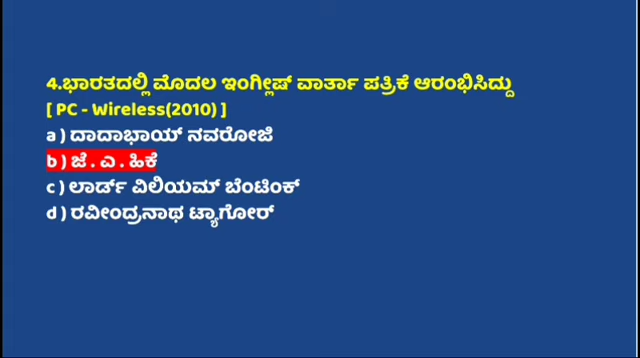 4.ಭಾರತದಲ್ಲಿ ಮೊದಲ ಇಂಗ್ಲೀಷ್ ವಾರ್ತಾ ಪತ್ರಿಕೆ ಆರಂಭಿಸಿದ್ದು
[ PC - Wireless(2010) ]
a ) ದಾದಾಭಾಯ್ ನವರೋಜಿ
b ) ಜೆ . ಎ . ಹಿಕೆ
c ) ಲಾರ್ಡ್ ವಿಲಿಯಮ್ ಬೆಂಟಿಂಕ್
d ) ರವೀಂದ್ರನಾಥ ಟ್ಯಾಗೋರ್